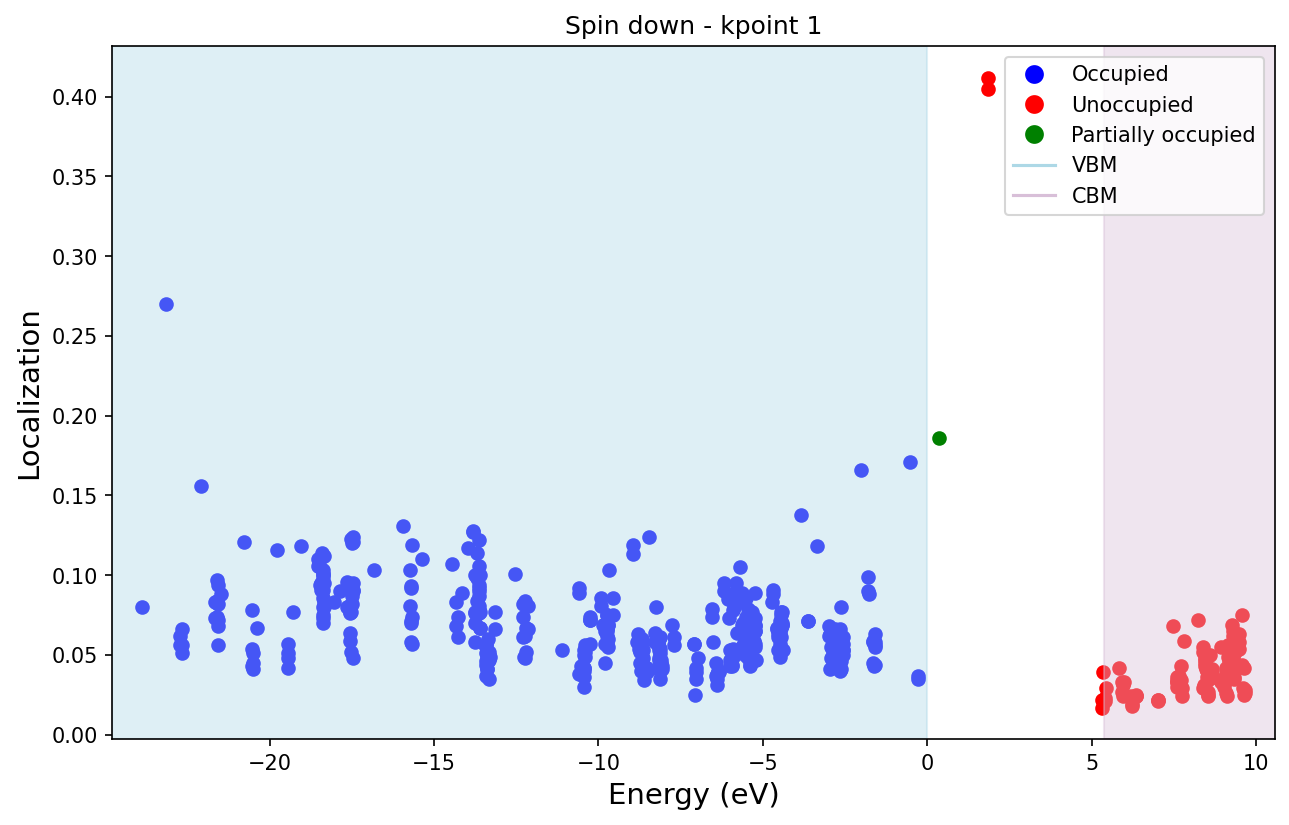 Spin down - kpoint 1
Localization
0.40
0.35
0.30
0.25
0.20
0.15
0.10
0.05
0.00
Occupied
Unoccupied
Partially occupied
VBM
CBM
−20
−15
−10
−5
0
5
10
Energy (eV)